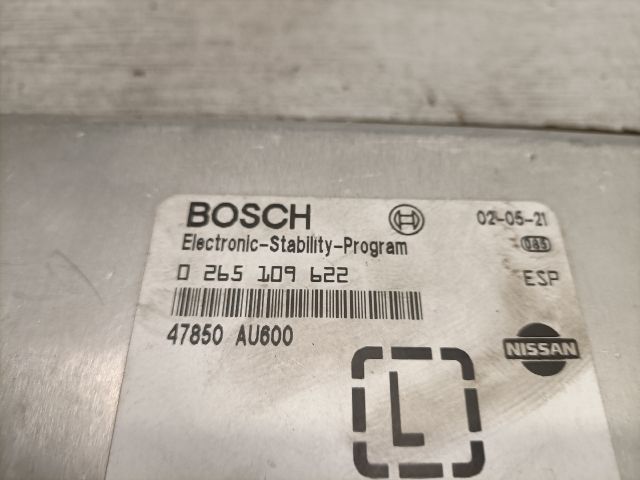 BOSCH 02-05-21
Electronic-Stability-Program
0 265 109 622 ESP
47850 AU600
NISSAN
L